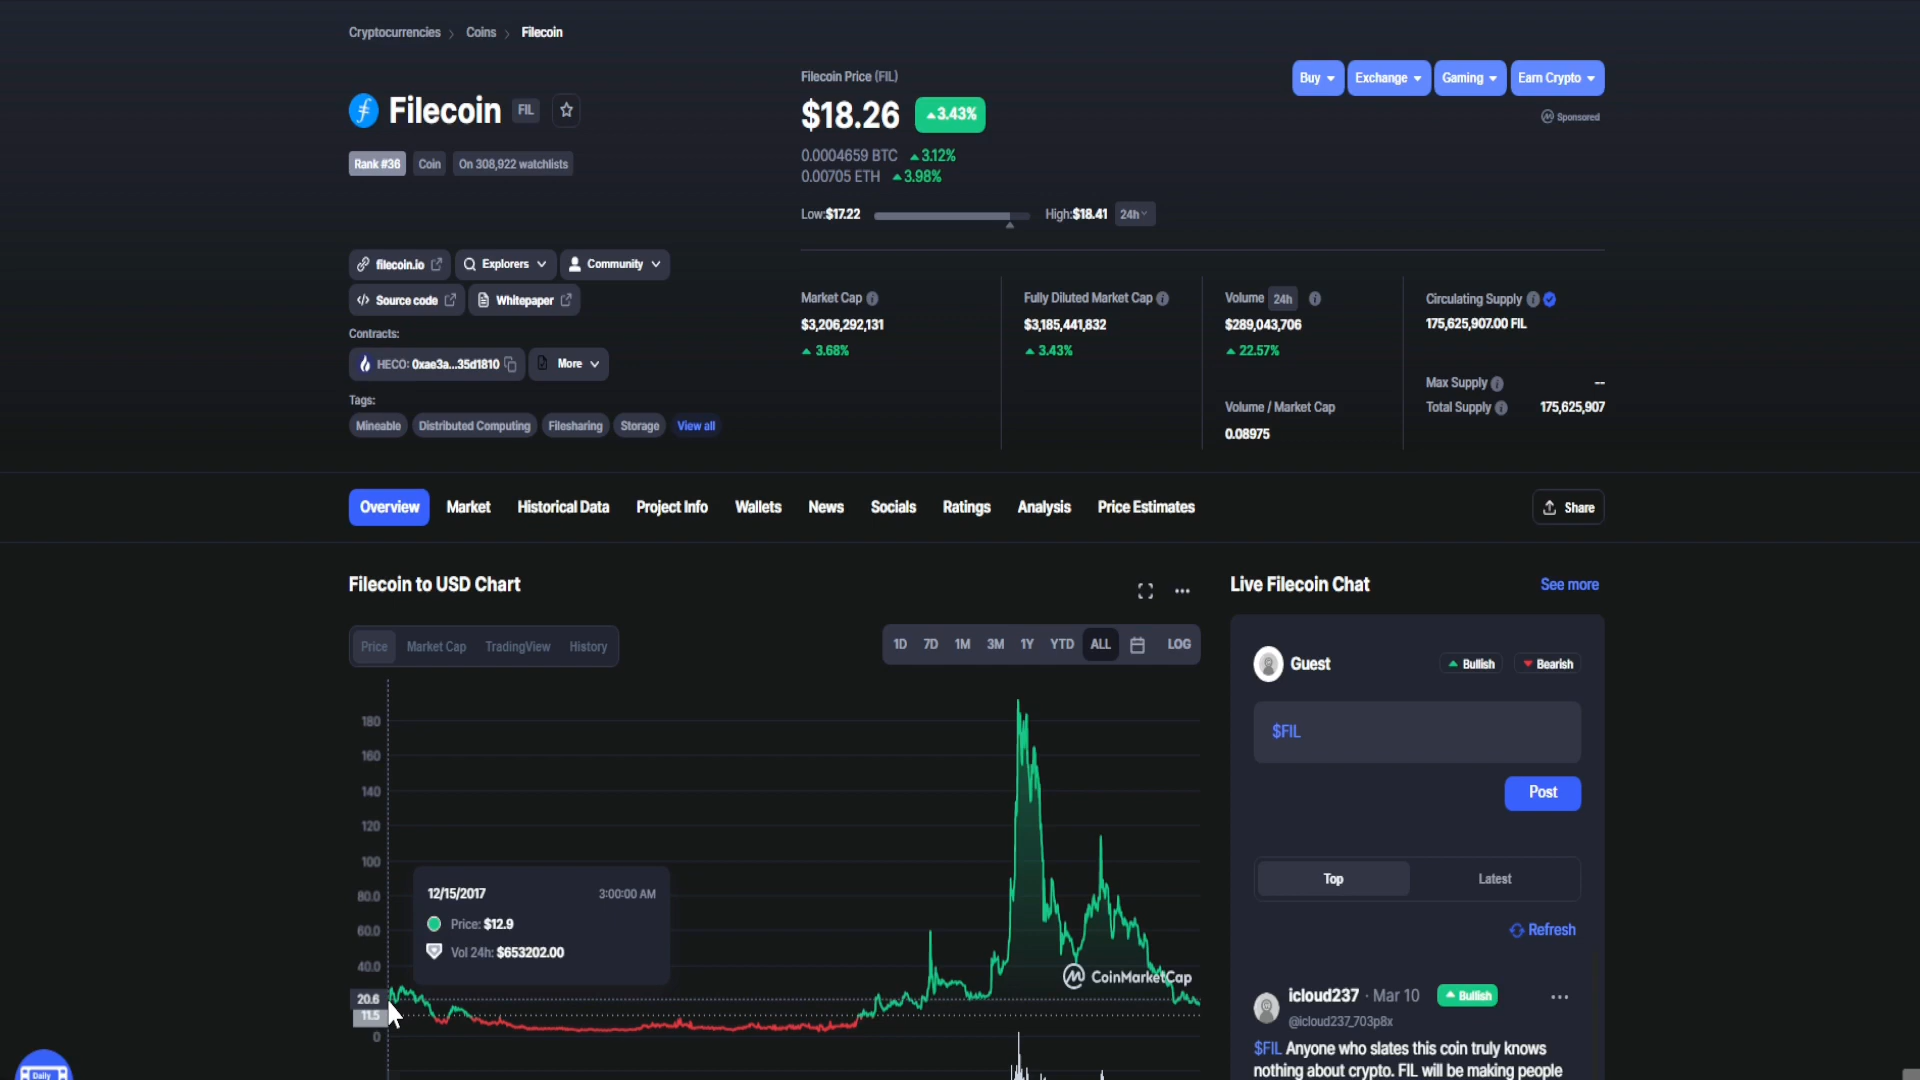 Cryptocurrencies > Coins > Filecoin
Filecoin FIL
Rank #36 Coin On 308,922 watchlists
Filecoin Price (FIL)
$18.26 3.43%
0.0004659 BTC 3.12%
0.00705 ETH 3.98%
Low:$17.22 High:$18.41 24h
Buy Exchange Gaming Earn Crypto
Sponsored
filecoin.io Explorers Community
Source code Whitepaper
Contracts:
HECO: 0xae3a...35d1810 More
Tags:
Mineable Distributed Computing Filesharing Storage View all
Market Cap
$3,206,292,131
3.68%
Fully Diluted Market Cap
$3,185,441,832
3.43%
Volume 24h
$289,043,706
22.57%
Volume / Market Cap
0.08975
Circulating Supply
175,625,907.00 FIL
Max Supply --
Total Supply 175,625,907
Overview Market Historical Data Project Info Wallets News Socials Ratings Analysis Price Estimates Share
Filecoin to USD Chart
Price Market Cap TradingView History
1D 7D 1M 3M 1Y YTD ALL LOG
180
160
140
120
100
80.0
60.0
40.0
20.6
11.5
0
12/15/2017 3:00:00 AM
Price: $12.9
Vol 24h: $653202.00
CoinMarketCap
Live Filecoin Chat See more
Guest Bullish Bearish
$FIL
Post
Top Latest
Refresh
icloud237 · Mar 10 Bullish
@icloud237_703p8x
$FIL Anyone who slates this coin truly knows
nothing about crypto. FIL will be making people
Daily